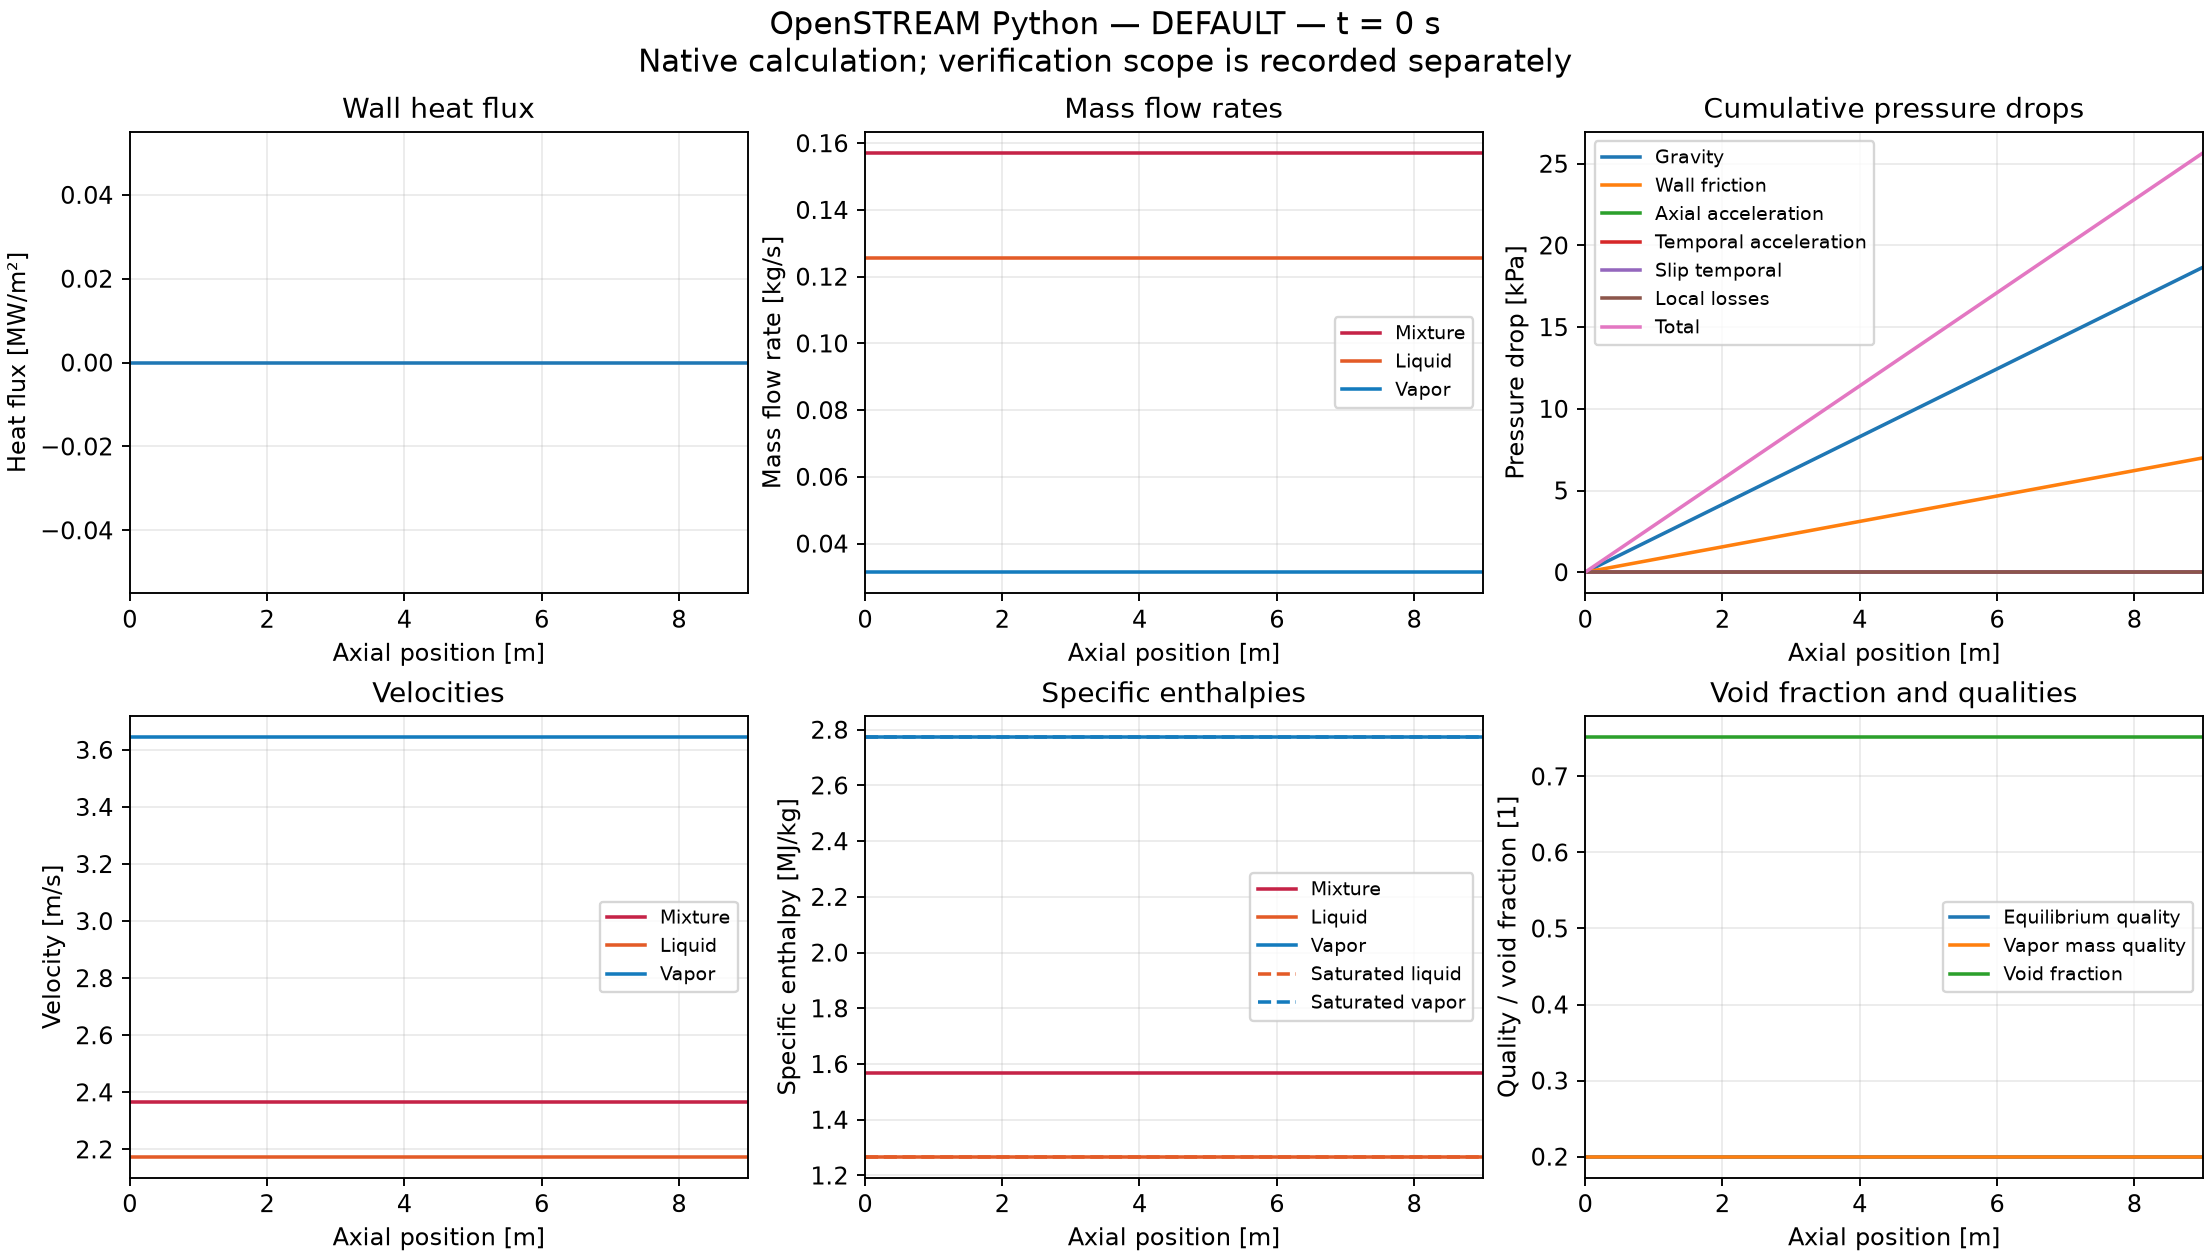 OpenSTREAM Python — DEFAULT — t = 0 s
Native calculation; verification scope is recorded separately
Wall heat flux
Heat flux [MW/m²]
0.04
0.02
0.00
−0.02
−0.04
0 2 4 6 8
Axial position [m]
Mass flow rates
Mass flow rate [kg/s]
0.16
0.14
0.12
0.10
0.08
0.06
0.04
Mixture
Liquid
Vapor
0 2 4 6 8
Axial position [m]
Cumulative pressure drops
Pressure drop [kPa]
25
20
15
10
5
0
Gravity
Wall friction
Axial acceleration
Temporal acceleration
Slip temporal
Local losses
Total
0 2 4 6 8
Axial position [m]
Velocities
Velocity [m/s]
3.6
3.4
3.2
3.0
2.8
2.6
2.4
2.2
Mixture
Liquid
Vapor
0 2 4 6 8
Axial position [m]
Specific enthalpies
Specific enthalpy [MJ/kg]
2.8
2.6
2.4
2.2
2.0
1.8
1.6
1.4
1.2
Mixture
Liquid
Vapor
Saturated liquid
Saturated vapor
0 2 4 6 8
Axial position [m]
Void fraction and qualities
Quality / void fraction [1]
0.7
0.6
0.5
0.4
0.3
0.2
Equilibrium quality
Vapor mass quality
Void fraction
0 2 4 6 8
Axial position [m]